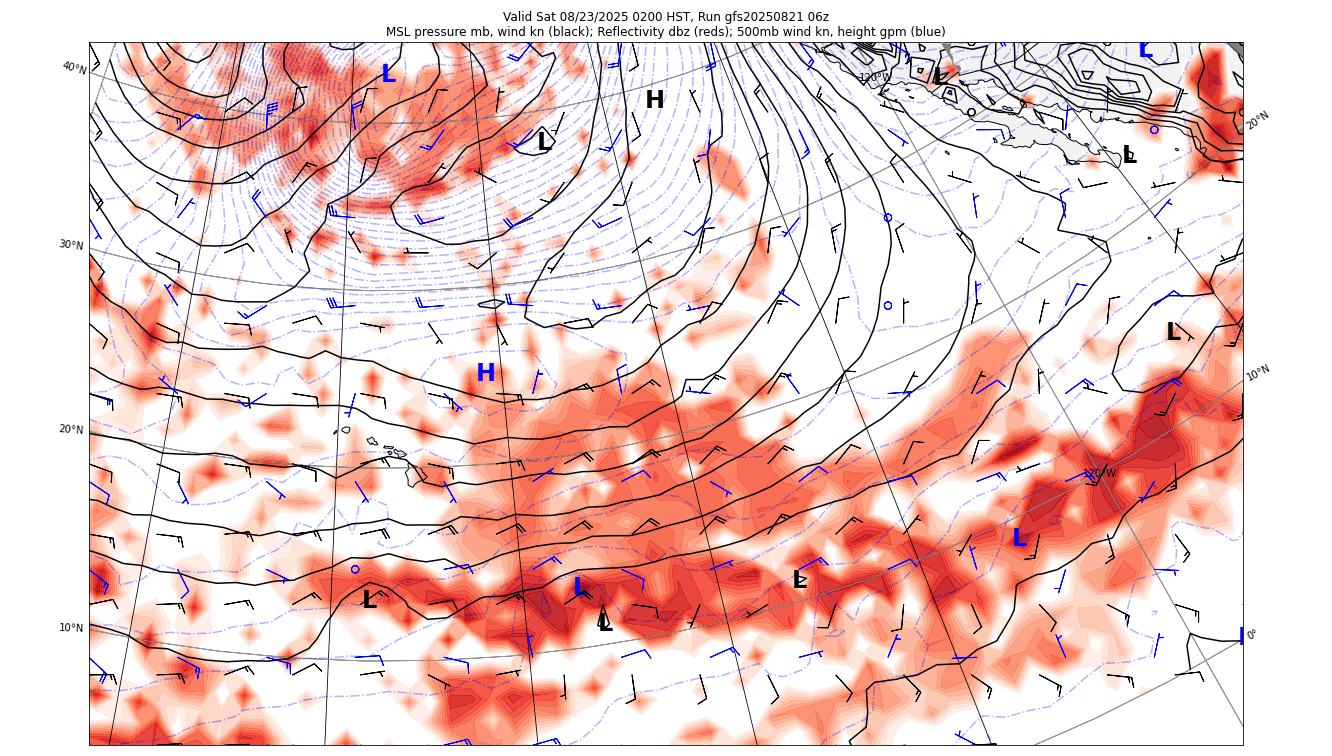 Valid Sat 08/23/2025 0200 HST, Run gfs20250821 06z
MSL pressure mb, wind kn (black); Reflectivity dbz (reds); 500mb wind kn, height gpm (blue)
L
40°N
L
120°W
L
H
20°N
L
L
30°N
L
H
10°N
20°N
120°W
L
L
L
L
L
10°N
L
0°